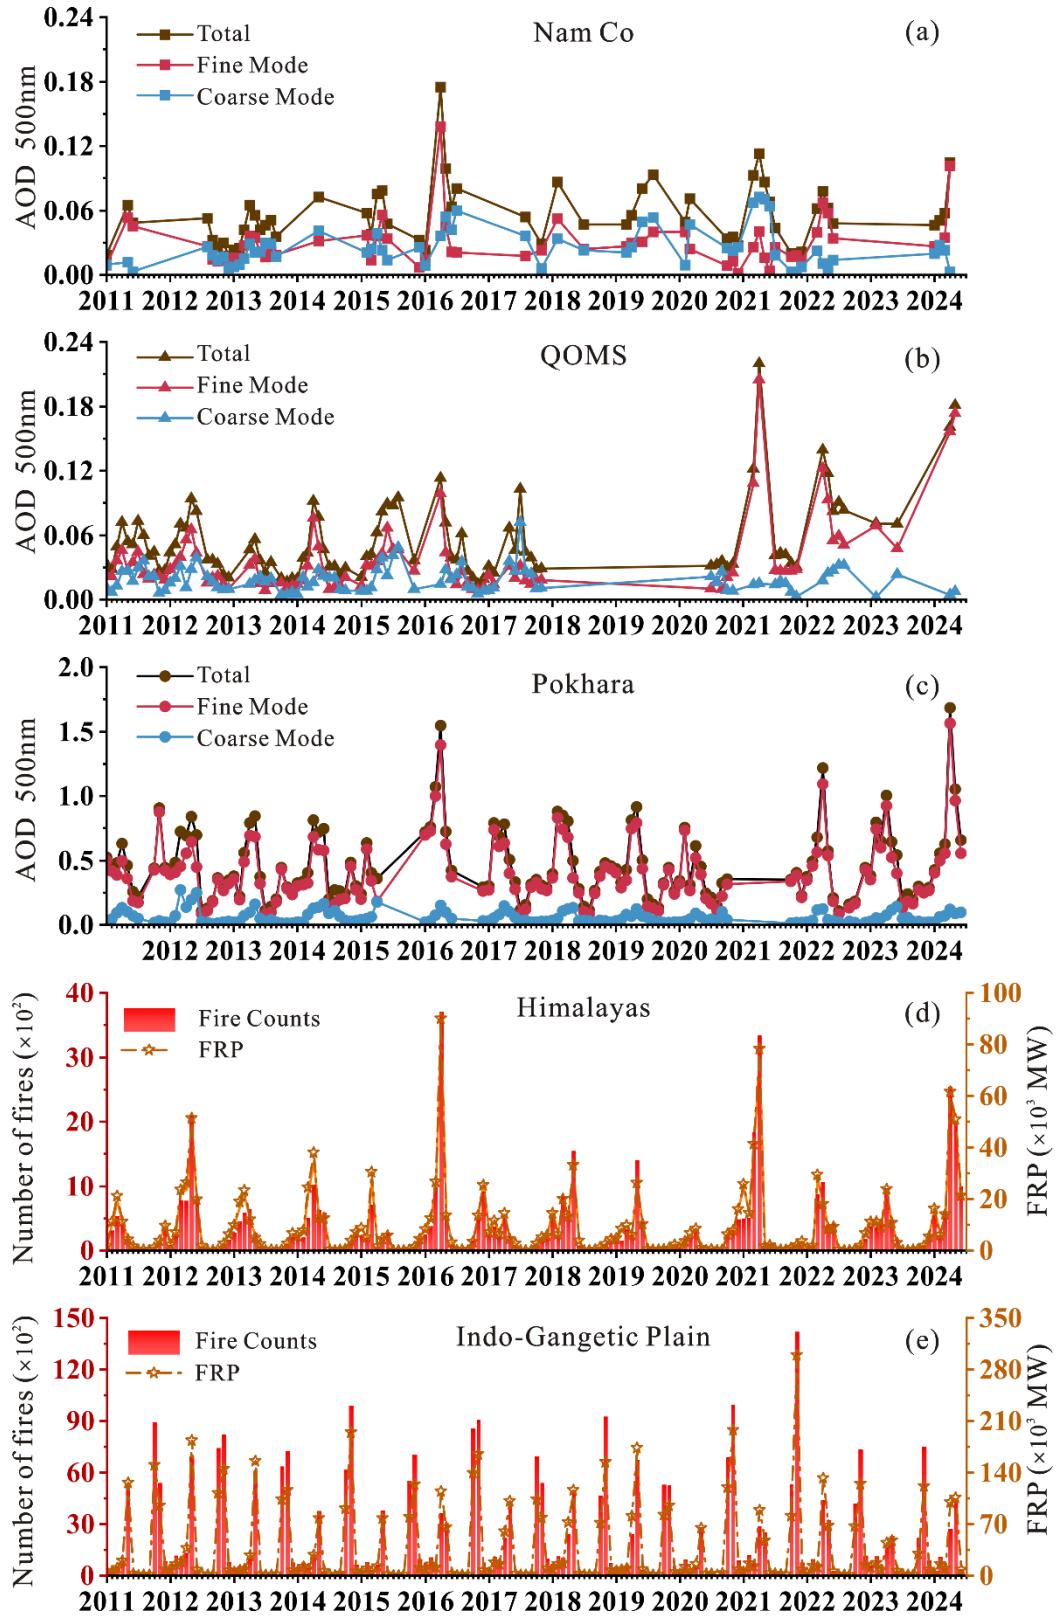 0.24
0.18
0.12
0.06
0.00
AOD 500nm
Total
Fine Mode
Coarse Mode
Nam Co
(a)
2011 2012 2013 2014 2015 2016 2017 2018 2019 2020 2021 2022 2023 2024
0.24
0.18
0.12
0.06
0.00
AOD 500nm
Total
Fine Mode
Coarse Mode
QOMS
(b)
2011 2012 2013 2014 2015 2016 2017 2018 2019 2020 2021 2022 2023 2024
2.0
1.5
1.0
0.5
0.0
AOD 500nm
Total
Fine Mode
Coarse Mode
Pokhara
(c)
2012 2013 2014 2015 2016 2017 2018 2019 2020 2021 2022 2023 2024
40
30
20
10
0
Number of fires (×10²)
Fire Counts
FRP
Himalayas
(d)
100
80
60
40
20
0
FRP (×10³ MW)
2011 2012 2013 2014 2015 2016 2017 2018 2019 2020 2021 2022 2023 2024
150
120
90
60
30
0
Number of fires (×10²)
Fire Counts
FRP
Indo-Gangetic Plain
(e)
350
280
210
140
70
0
FRP (×10³ MW)
2011 2012 2013 2014 2015 2016 2017 2018 2019 2020 2021 2022 2023 2024